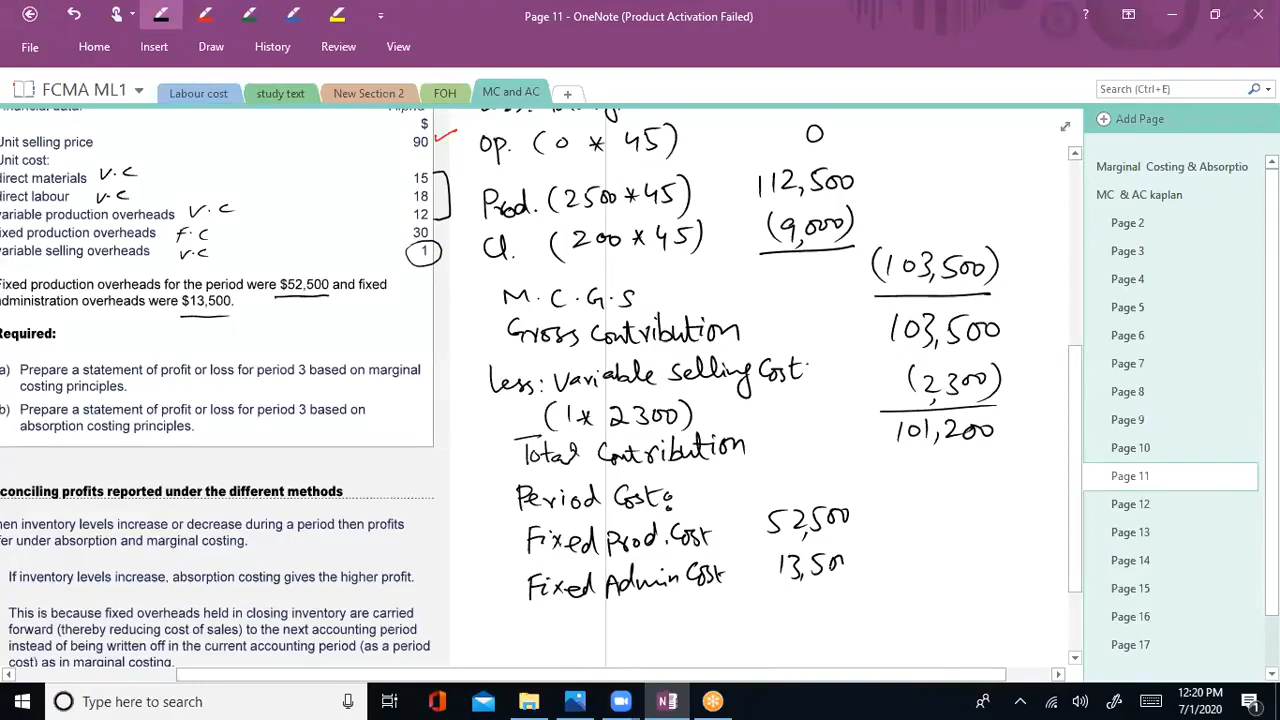 Page 11 - OneNote (Product Activation Failed)
File Home Insert Draw History Review View
FCMA ML1
Labour cost study text New Section 2 FOH MC and AC
Search (Ctrl+E)
Add Page
$
Unit selling price 90
Unit cost:
direct materials v.c 15
direct labour v.c 18
variable production overheads v.c 12
fixed production overheads f.c 30
variable selling overheads v.c 1
Fixed production overheads for the period were $52,500 and fixed
administration overheads were $13,500.
Required:
a) Prepare a statement of profit or loss for period 3 based on marginal
costing principles.
b) Prepare a statement of profit or loss for period 3 based on
absorption costing principles.
conciling profits reported under the different methods
hen inventory levels increase or decrease during a period then profits
fer under absorption and marginal costing.
If inventory levels increase, absorption costing gives the higher profit.
This is because fixed overheads held in closing inventory are carried
forward (thereby reducing cost of sales) to the next accounting period
instead of being written off in the current accounting period (as a period
cost) as in marginal costing.
Op. (0 * 45) 0
Prod. (2500 * 45) 112,500
Cl. (200 * 45) (9,000)
(103,500)
M.C.G.S
Gross Contribution 103,500
less: Variable Selling Cost (2,300)
(1* 2300)
Total Contribution 101,200
Period Cost:
Fixed Prod. Cost 52,500
Fixed Admin Cost 13,500
Marginal Costing & Absorptio
MC & AC kaplan
Page 2
Page 3
Page 4
Page 5
Page 6
Page 7
Page 8
Page 9
Page 10
Page 11
Page 12
Page 13
Page 14
Page 15
Page 16
Page 17
Type here to search
12:20 PM
7/1/2020